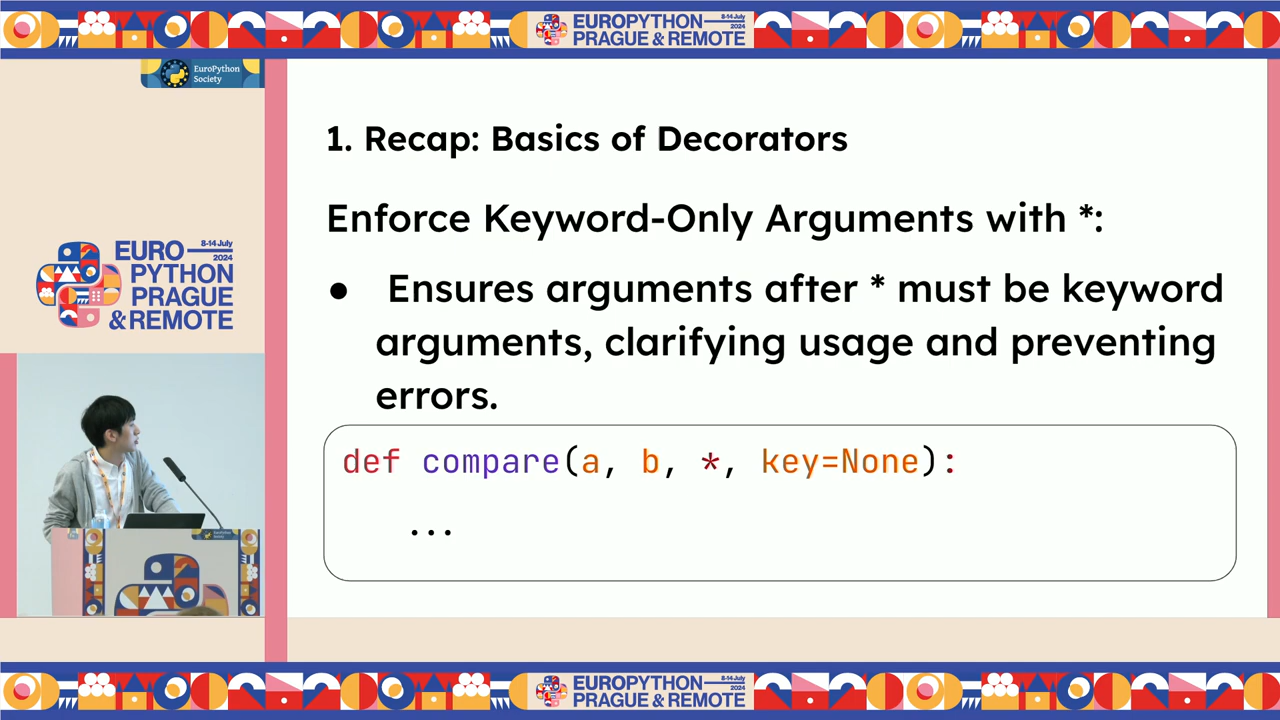 EUROPYTHON
8-14 July
2024
PRAGUE & REMOTE
EuroPython
Society
1. Recap: Basics of Decorators
Enforce Keyword-Only Arguments with *:
● Ensures arguments after * must be keyword
arguments, clarifying usage and preventing
errors.
def compare(a, b, *, key=None):
...
EURO
8-14 July
2024
PYTHON
PRAGUE
& REMOTE
EUROPYTHON
8-14 July
2024
PRAGUE & REMOTE